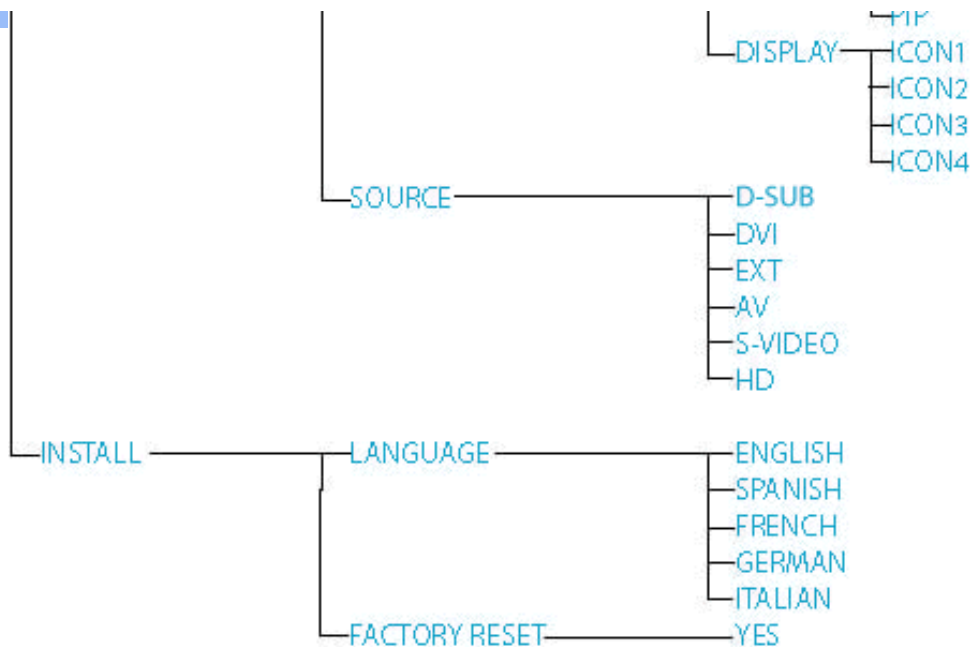 PIP
DISPLAY ICON1
ICON2
ICON3
ICON4
SOURCE D-SUB
DVI
EXT
AV
S-VIDEO
HD
INSTALL LANGUAGE ENGLISH
SPANISH
FRENCH
GERMAN
ITALIAN
FACTORY RESET YES